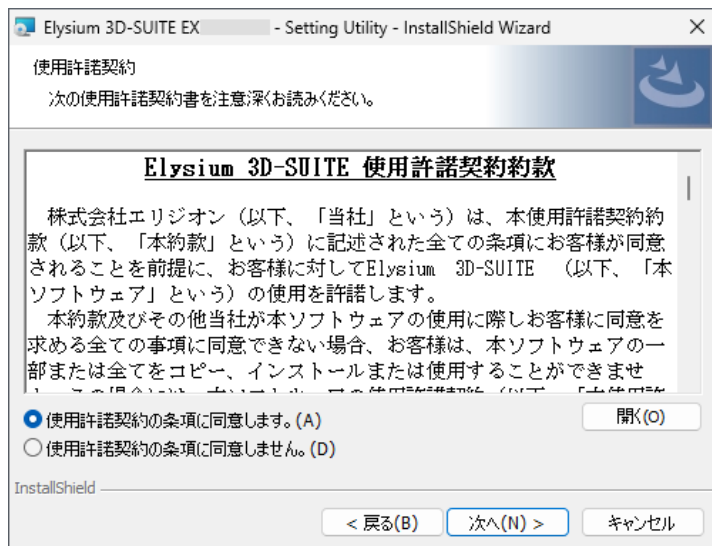 Elysium 3D-SUITE EX - Setting Utility - InstallShield Wizard
使用許諾契約
次の使用許諾契約書を注意深くお読みください。
Elysium 3D-SUITE 使用許諾契約約款
株式会社エリジオン（以下、「当社」という）は、本使用許諾契約約
款（以下、「本約款」という）に記述された全ての条項にお客様が同意
されることを前提に、お客様に対してElysium 3D-SUITE （以下、「本
ソフトウェア」という）の使用を許諾します。
本約款及びその他当社が本ソフトウェアの使用に際しお客様に同意を
求める全ての事項に同意できない場合、お客様は、本ソフトウェアの一
部または全てをコピー、インストールまたは使用することができませ
使用許諾契約の条項に同意します。(A)
開く(O)
使用許諾契約の条項に同意しません。(D)
InstallShield
< 戻る(B)
次へ(N) >
キャンセル